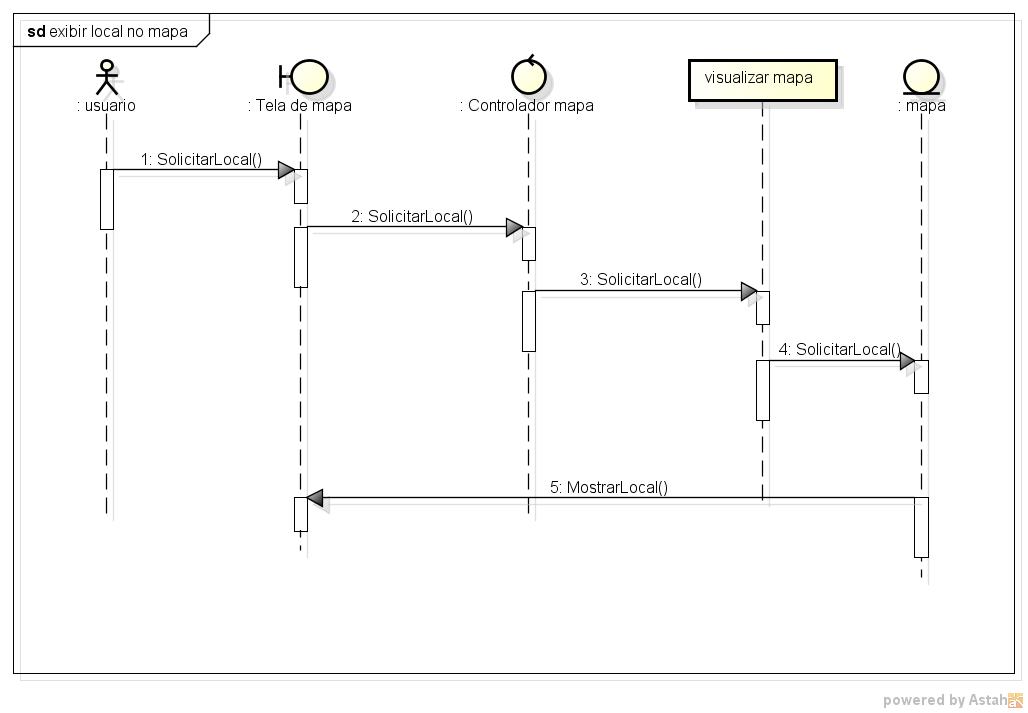 sd exibir local no mapa
: usuario
: Tela de mapa
: Controlador mapa
visualizar mapa
: mapa
1: SolicitarLocal()
2: SolicitarLocal()
3: SolicitarLocal()
4: SolicitarLocal()
5: MostrarLocal()
powered by Astah